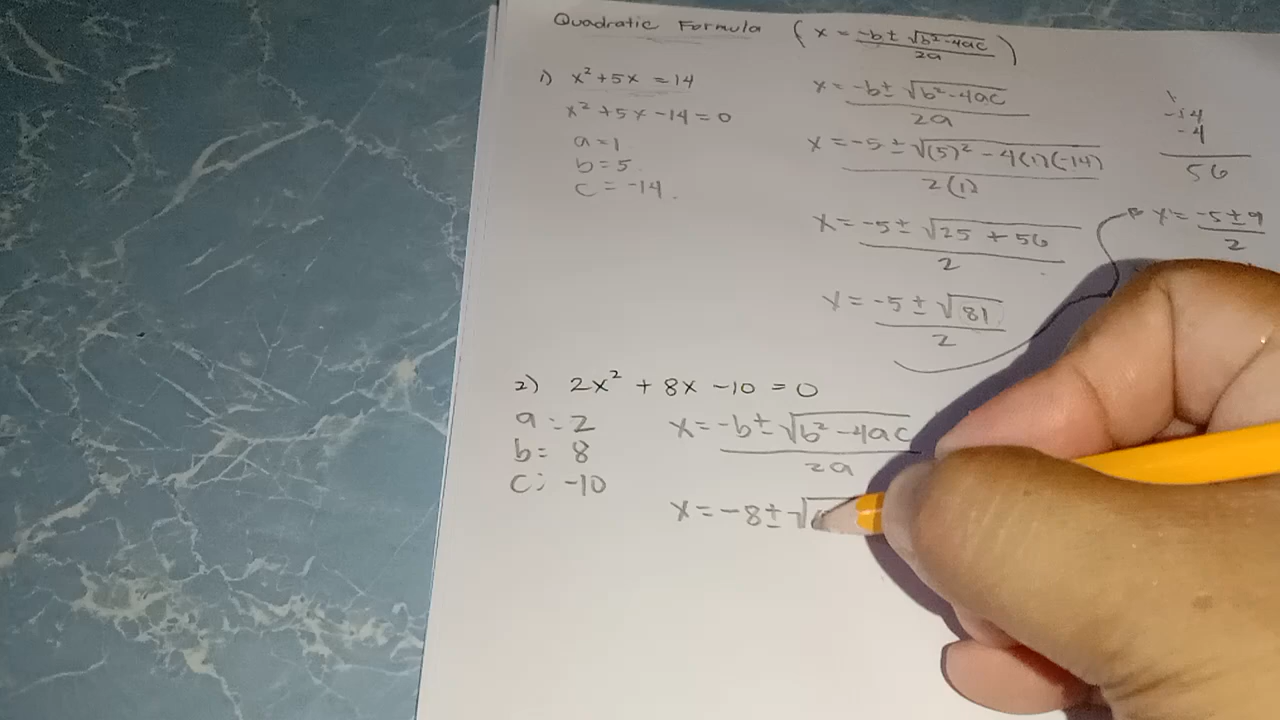 Quadratic Formula (x = -b ± √b² - 4ac / 2a)
1) x² + 5x = 14
x² + 5x - 14 = 0
a = 1
b = 5
c = -14
x = -b ± √b² - 4ac
2a
x = -5 ± √(5)² - 4(1)(-14)
2(1)
x = -5 ± √25 + 56
2
x = -5 ± √81
2
-4
56
x = -5 ± 9
2
2) 2x² + 8x - 10 = 0
a = 2
b = 8
c = -10
x = -b ± √b² - 4ac
2a
x = -8 ± √